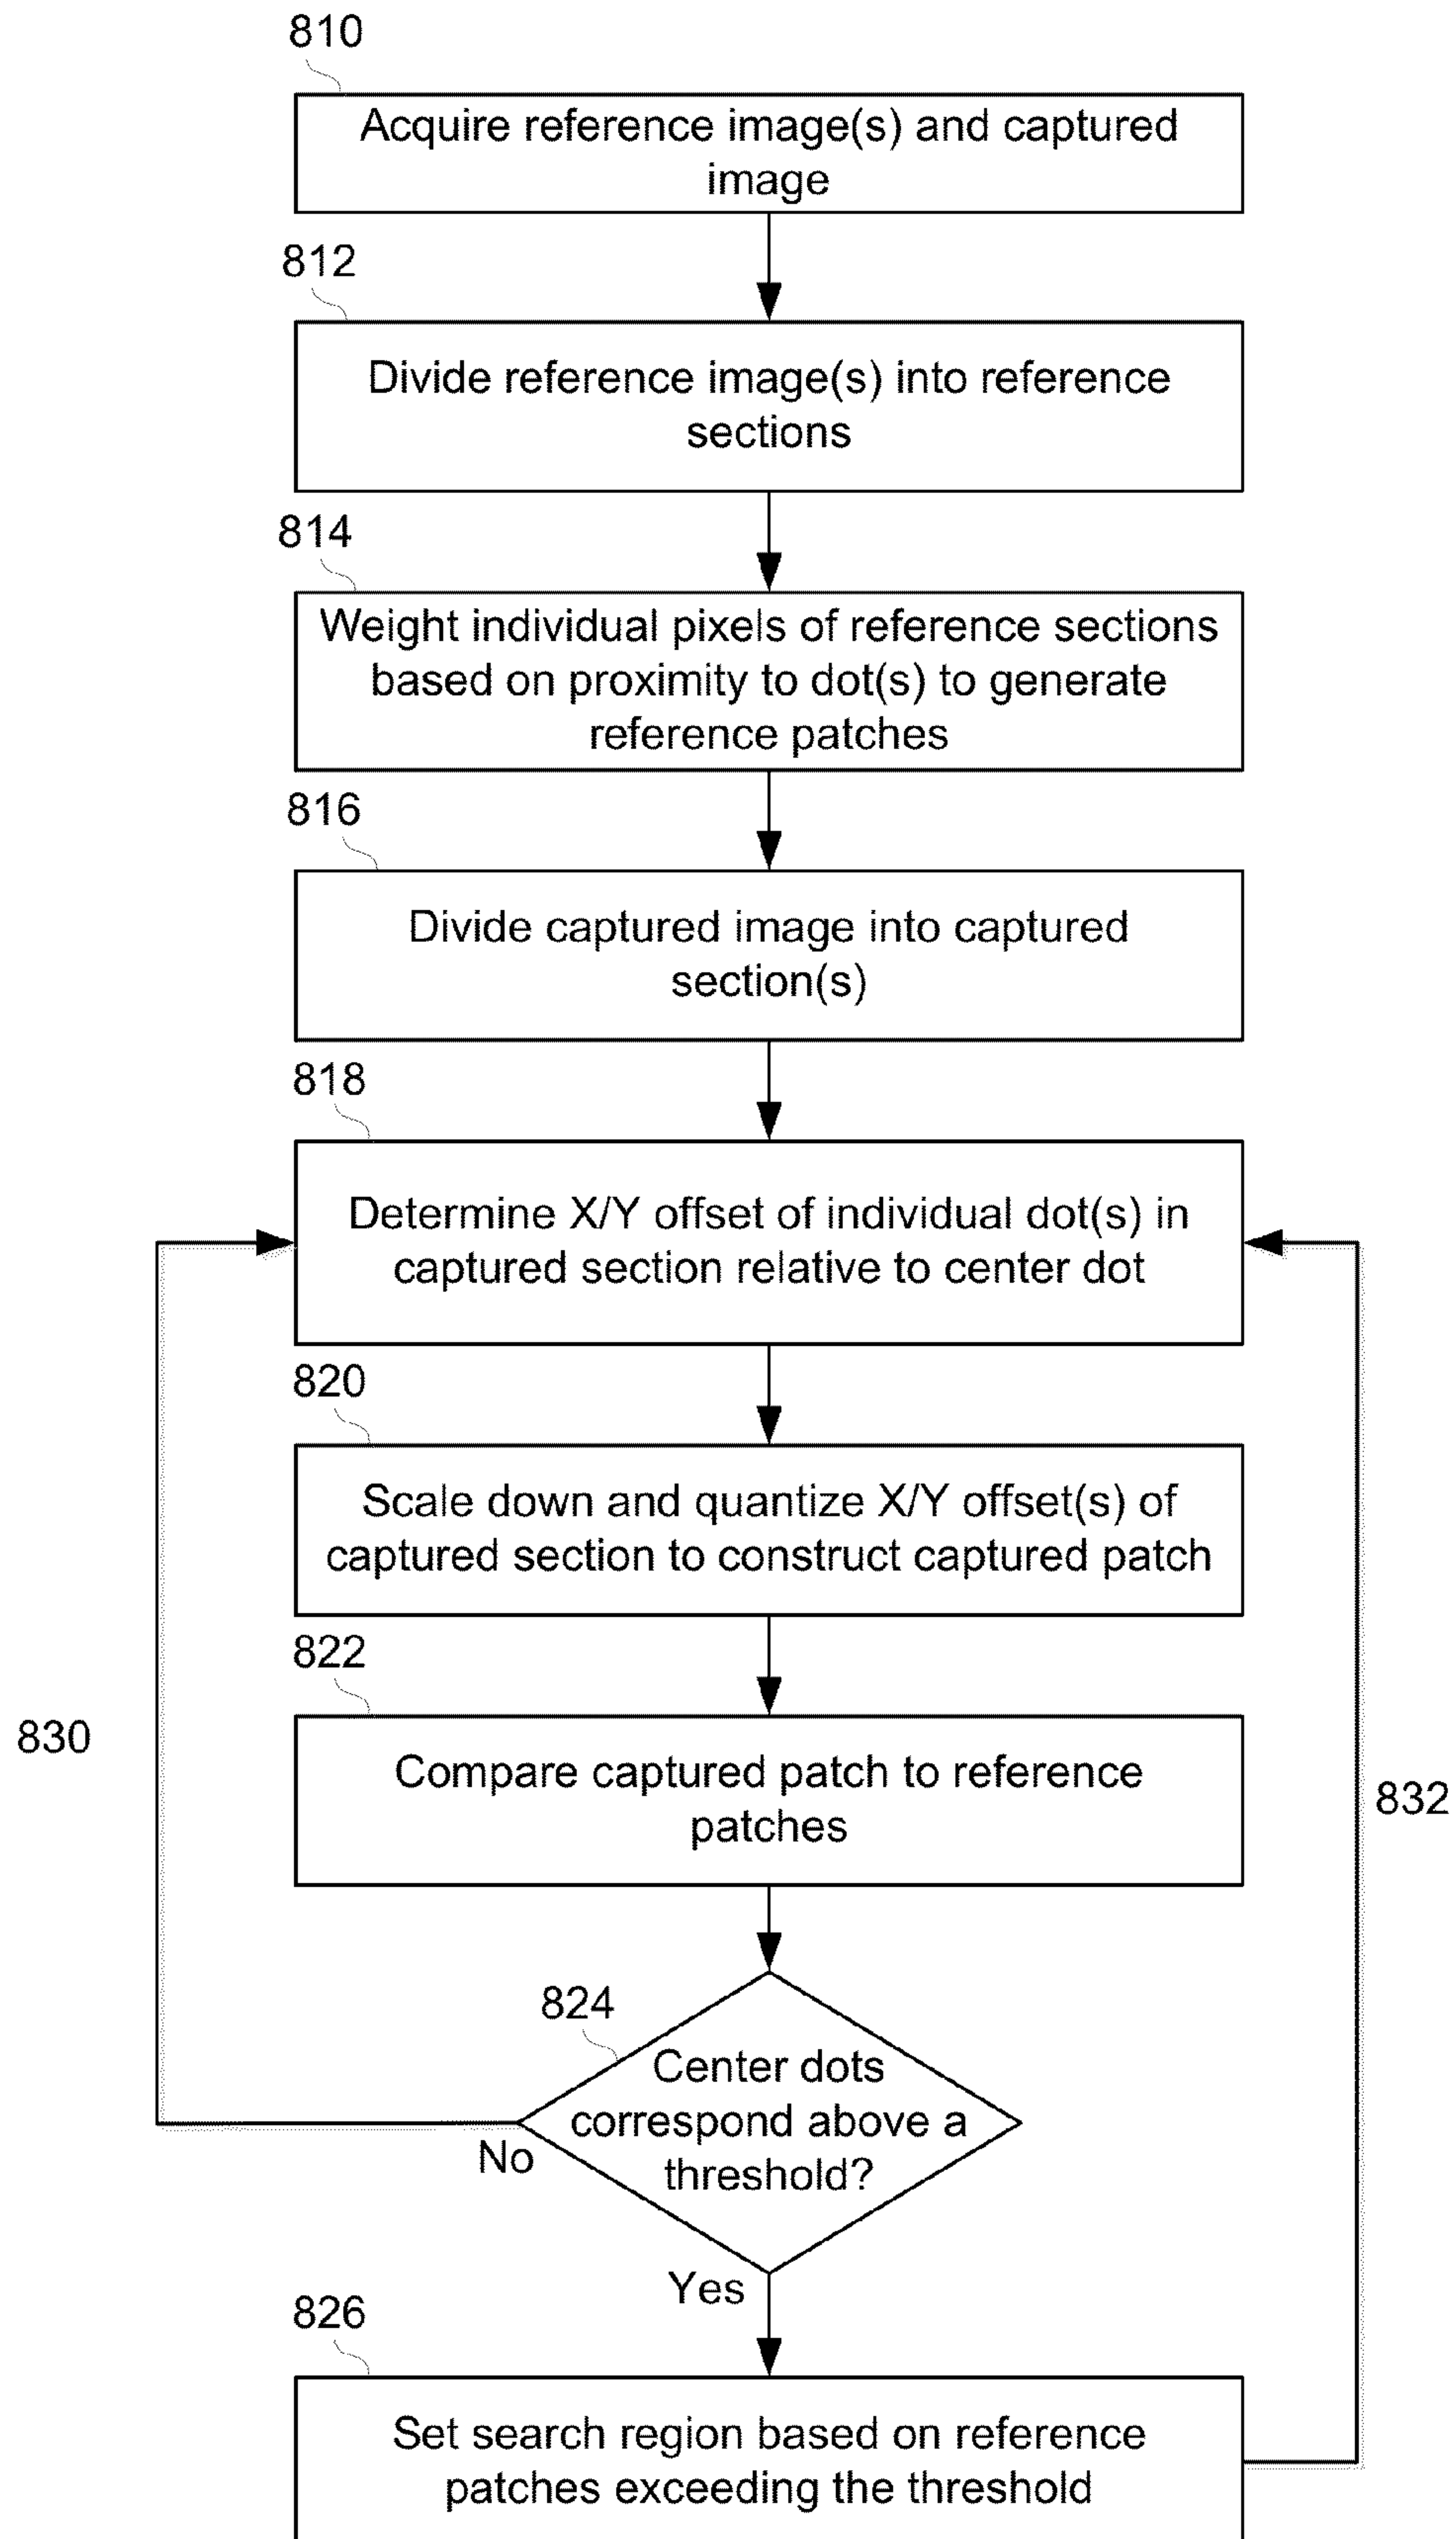 810
Acquire reference image(s) and captured
image
812
Divide reference image(s) into reference
sections
814
Weight individual pixels of reference sections
based on proximity to dot(s) to generate
reference patches
816
Divide captured image into captured
section(s)
818
Determine X/Y offset of individual dot(s) in
captured section relative to center dot
820
Scale down and quantize X/Y offset(s) of
captured section to construct captured patch
822
830
Compare captured patch to reference
patches
832
824
Center dots
correspond above a
threshold?
No
Yes
826
Set search region based on reference
patches exceeding the threshold